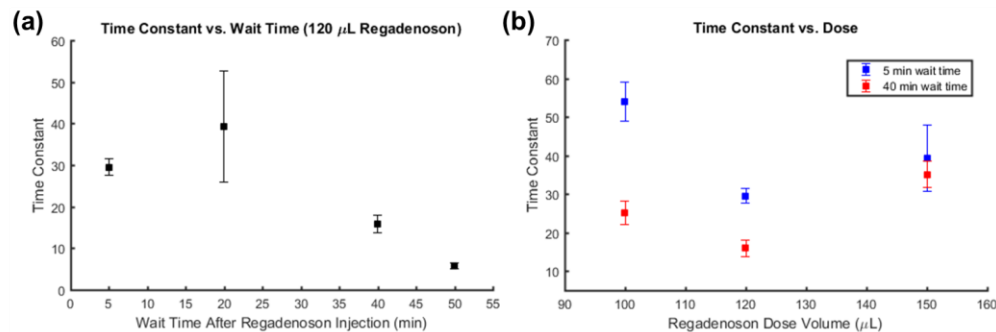 (a)
Time Constant vs. Wait Time (120 μL Regadenoson)
60
50
40
30
20
10
0
Time Constant
0 5 10 15 20 25 30 35 40 45 50 55
Wait Time After Regadenoson Injection (min)
(b)
Time Constant vs. Dose
70
60
50
40
30
20
10
Time Constant
5 min wait time
40 min wait time
90 100 110 120 130 140 150 160
Regadenoson Dose Volume (μL)